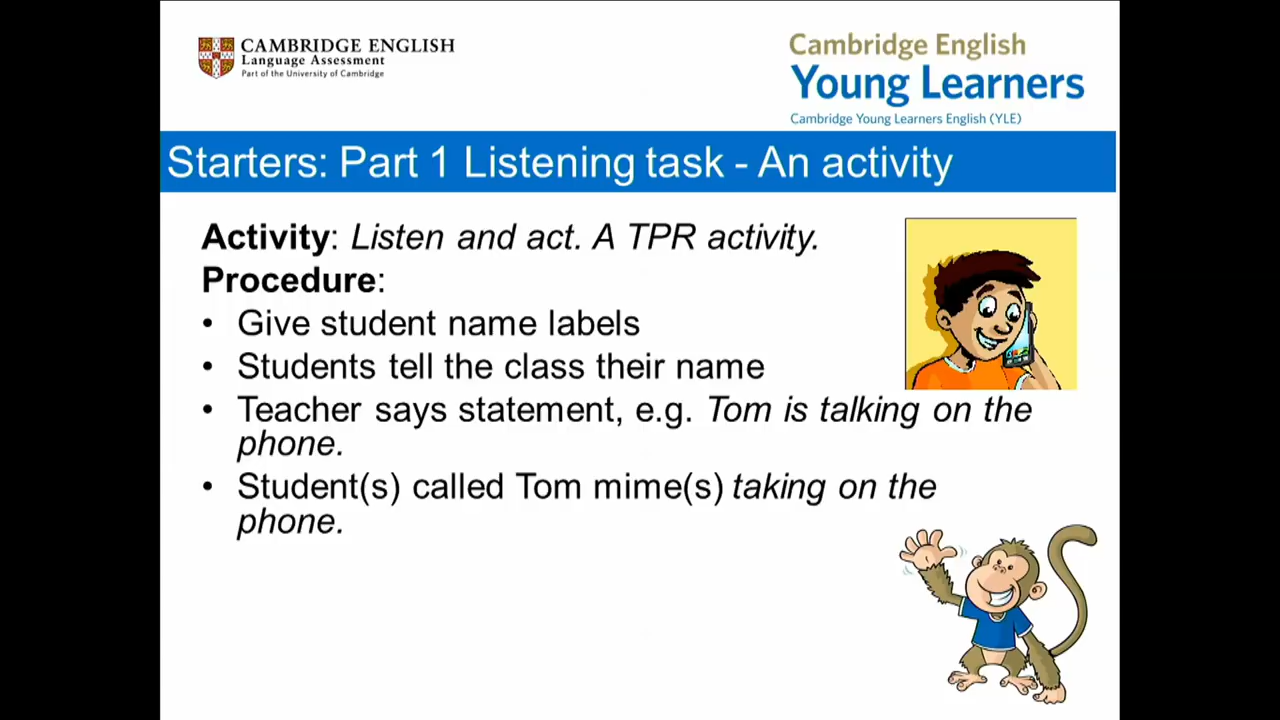 CAMBRIDGE ENGLISH
Language Assessment
Part of the University of Cambridge
Cambridge English
Young Learners
Cambridge Young Learners English (YLE)
Starters: Part 1 Listening task - An activity
Activity: Listen and act. A TPR activity.
Procedure:
• Give student name labels
• Students tell the class their name
• Teacher says statement, e.g. Tom is talking on the
phone.
• Student(s) called Tom mime(s) taking on the
phone.